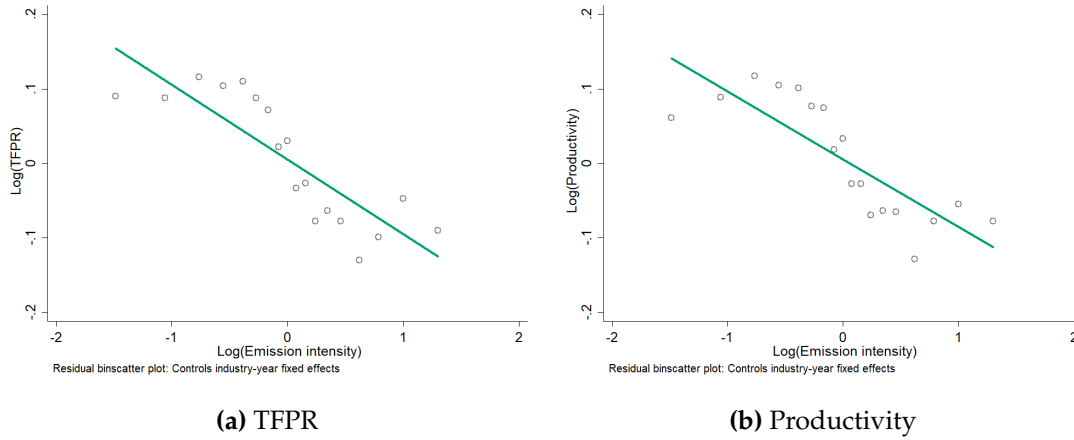 .2
.1
0
-.1
-.2
Log(TFPR)
-2
-1
0
1
2
Log(Emission intensity)
Residual binscatter plot: Controls industry-year fixed effects
(a) TFPR
.2
.1
0
-.1
-.2
Log(Productivity)
-2
-1
0
1
2
Log(Emission intensity)
Residual binscatter plot: Controls industry-year fixed effects
(b) Productivity